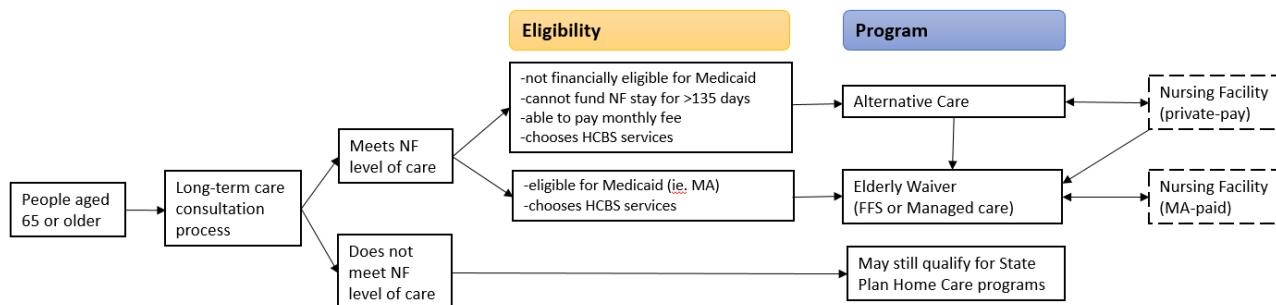 Eligibility
Program
People aged
65 or older
Long-term care
consultation
process
Meets NF
level of care
Does not
meet NF
level of care
-not financially eligible for Medicaid
-cannot fund NF stay for >135 days
-able to pay monthly fee
-chooses HCBS services
-eligible for Medicaid (ie. MA)
-chooses HCBS services
Alternative Care
Elderly Waiver
(FFS or Managed care)
May still qualify for State
Plan Home Care programs
Nursing Facility
(private-pay)
Nursing Facility
(MA-paid)